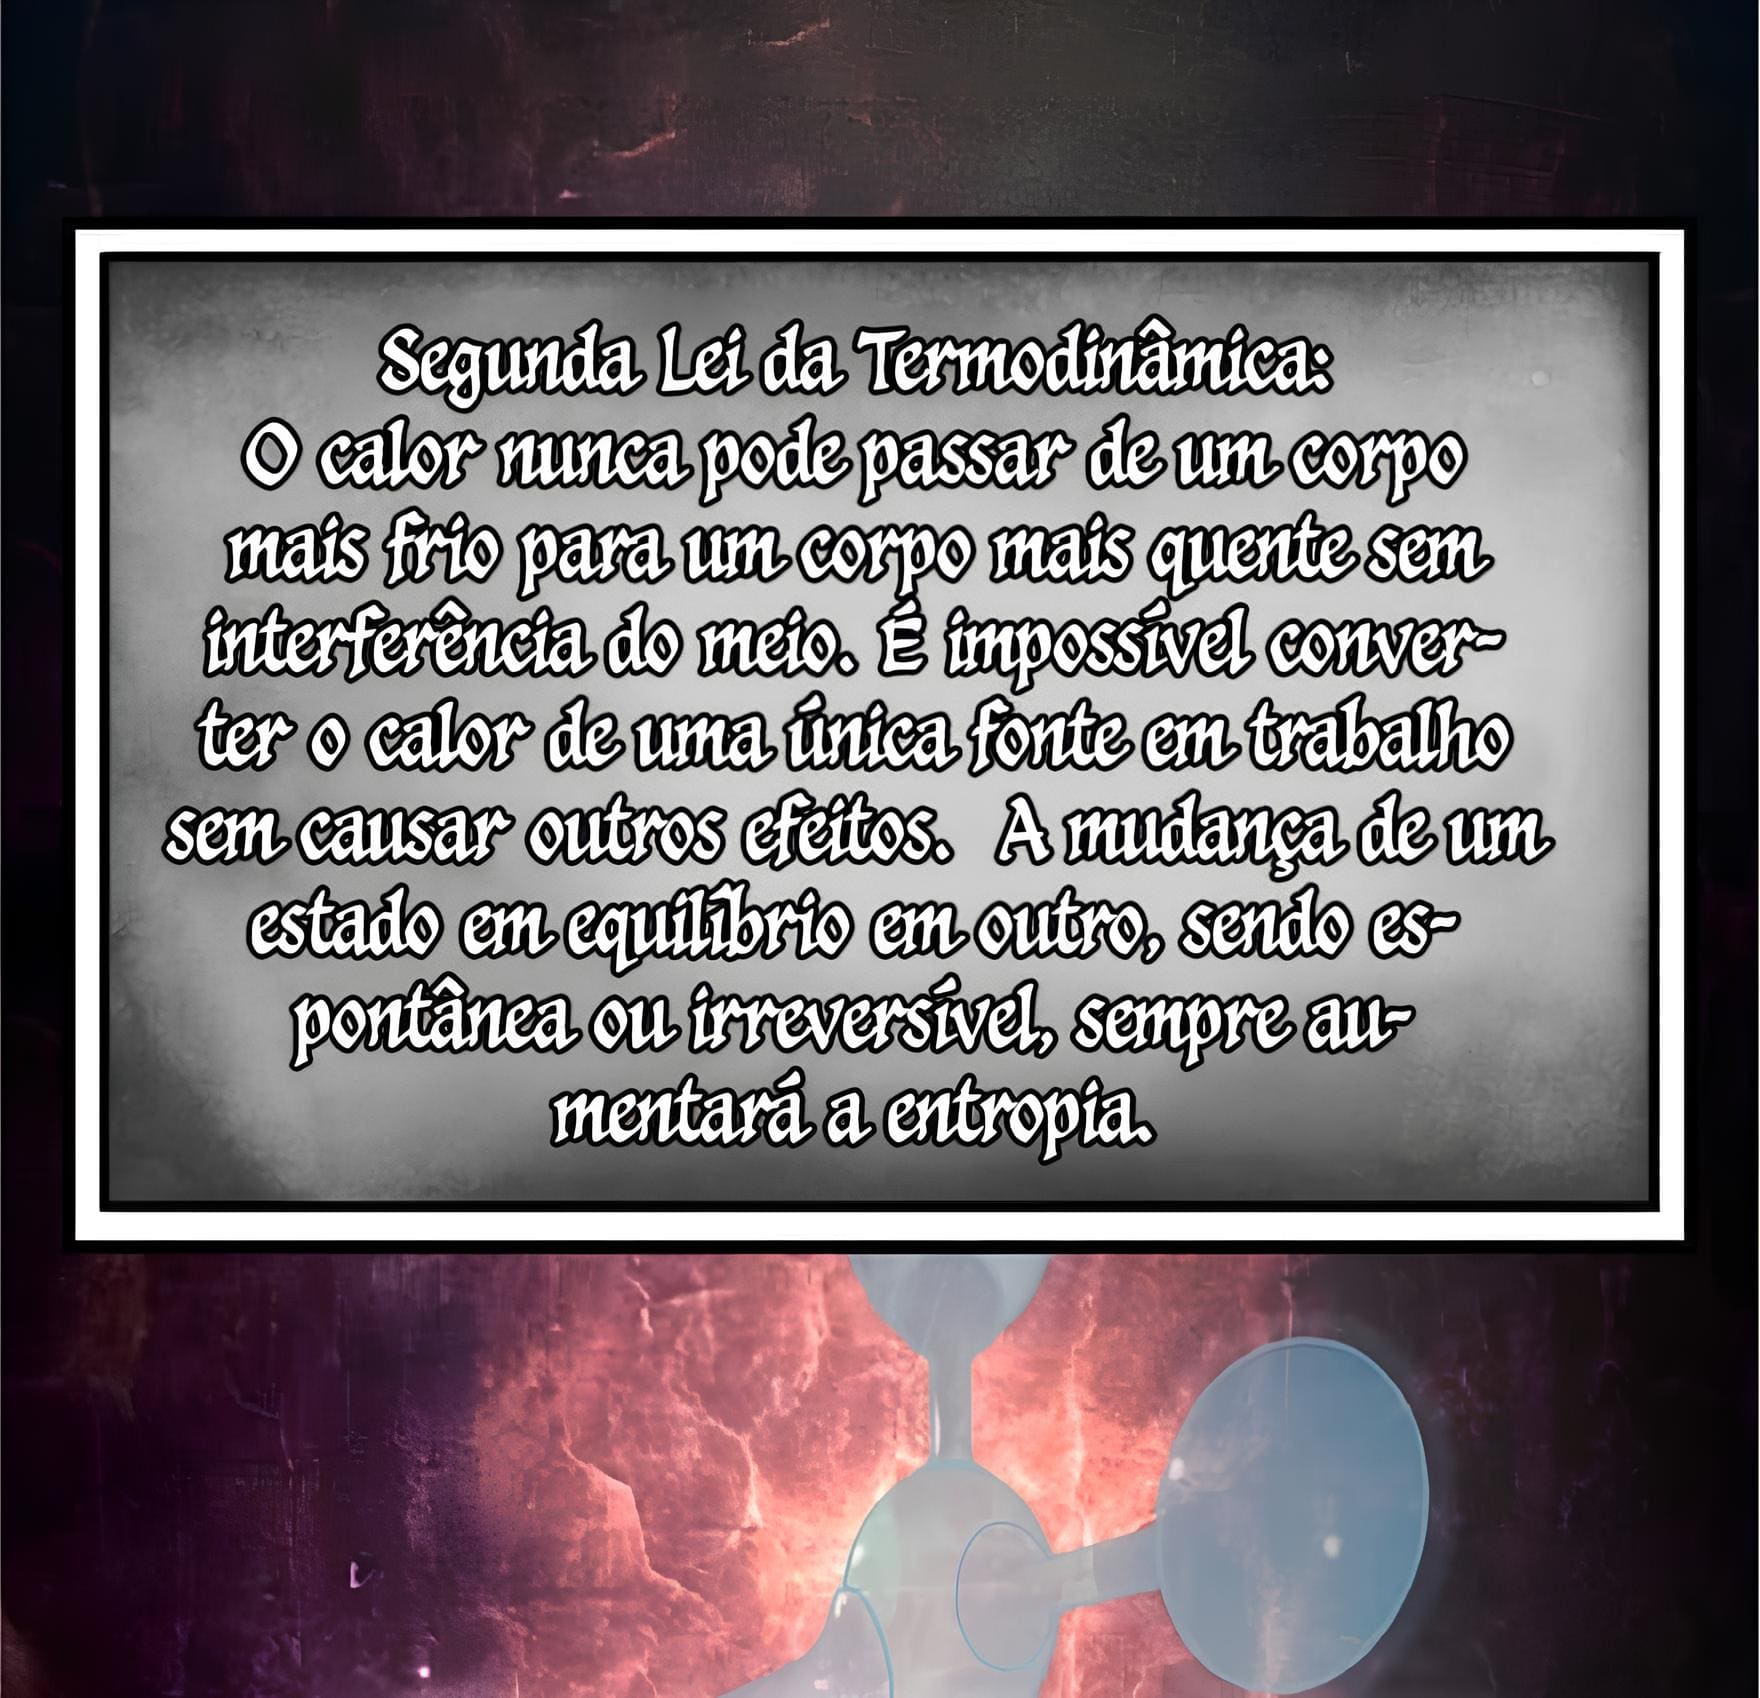 Segunda Lei da Termodinâmica:
O calor nunca pode passar de um corpo
mais frio para um corpo mais quente sem
interferência do meio. É impossível conver-
ter o calor de uma única fonte em trabalho
sem causar outros efeitos. A mudança de um
estado em equilíbrio em outro, sendo es-
pontânea ou irreversível, sempre au-
mentará a entropia.